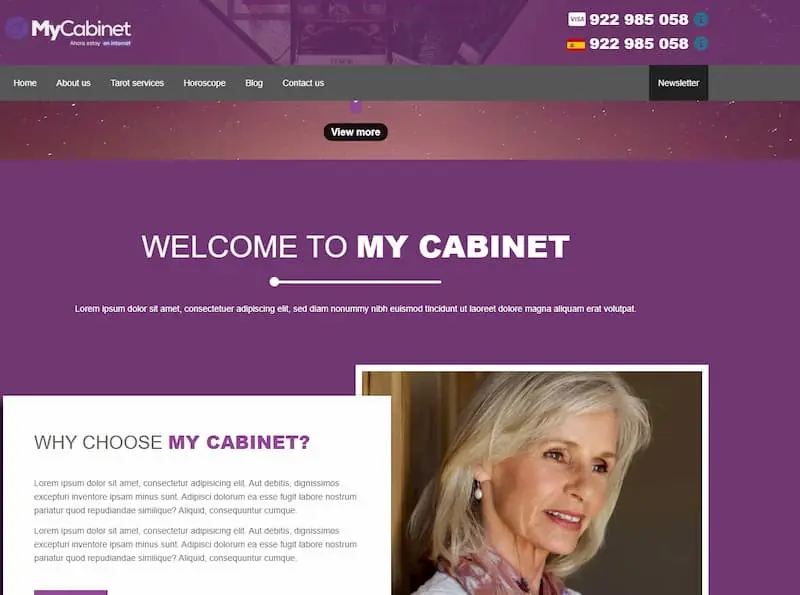 MyCabinet
Ahora estoy en internet
VISA 922 985 058
922 985 058
Home About us Tarot services Horoscope Blog Contact us Newsletter
View more
WELCOME TO MY CABINET
Lorem ipsum dolor sit amet, consectetuer adipiscing elit, sed diam nonummy nibh euismod tincidunt ut laoreet dolore magna aliquam erat volutpat.
WHY CHOOSE MY CABINET?
Lorem ipsum dolor sit amet, consectetur adipisicing elit. Aut debitis, dignissimos
excepturi inventore ipsam minus sunt. Adipisci dolorum ea esse fugit labore nostrum
pariatur quod repudiandae similique? Aliquid, consequuntur cumque.
Lorem ipsum dolor sit amet, consectetur adipisicing elit. Aut debitis, dignissimos
excepturi inventore ipsam minus sunt. Adipisci dolorum ea esse fugit labore nostrum
pariatur quod repudiandae similique? Aliquid, consequuntur cumque.